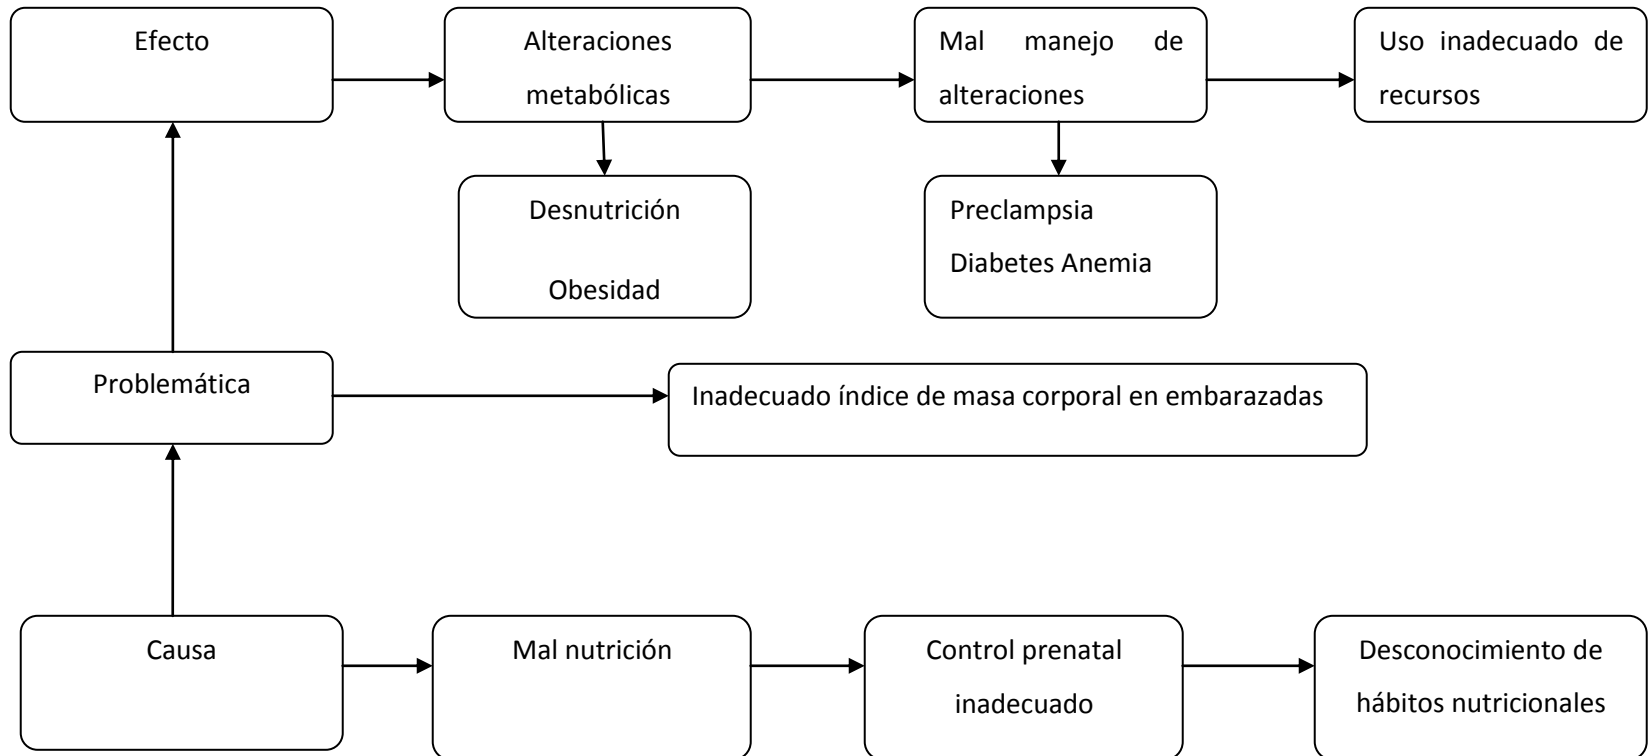 Efecto
Alteraciones
metabólicas
Mal manejo de
alteraciones
Uso inadecuado de
recursos
Desnutrición
Obesidad
Preclampsia
Diabetes Anemia
Problemática
Inadecuado índice de masa corporal en embarazadas
Causa
Mal nutrición
Control prenatal
inadecuado
Desconocimiento de
hábitos nutricionales